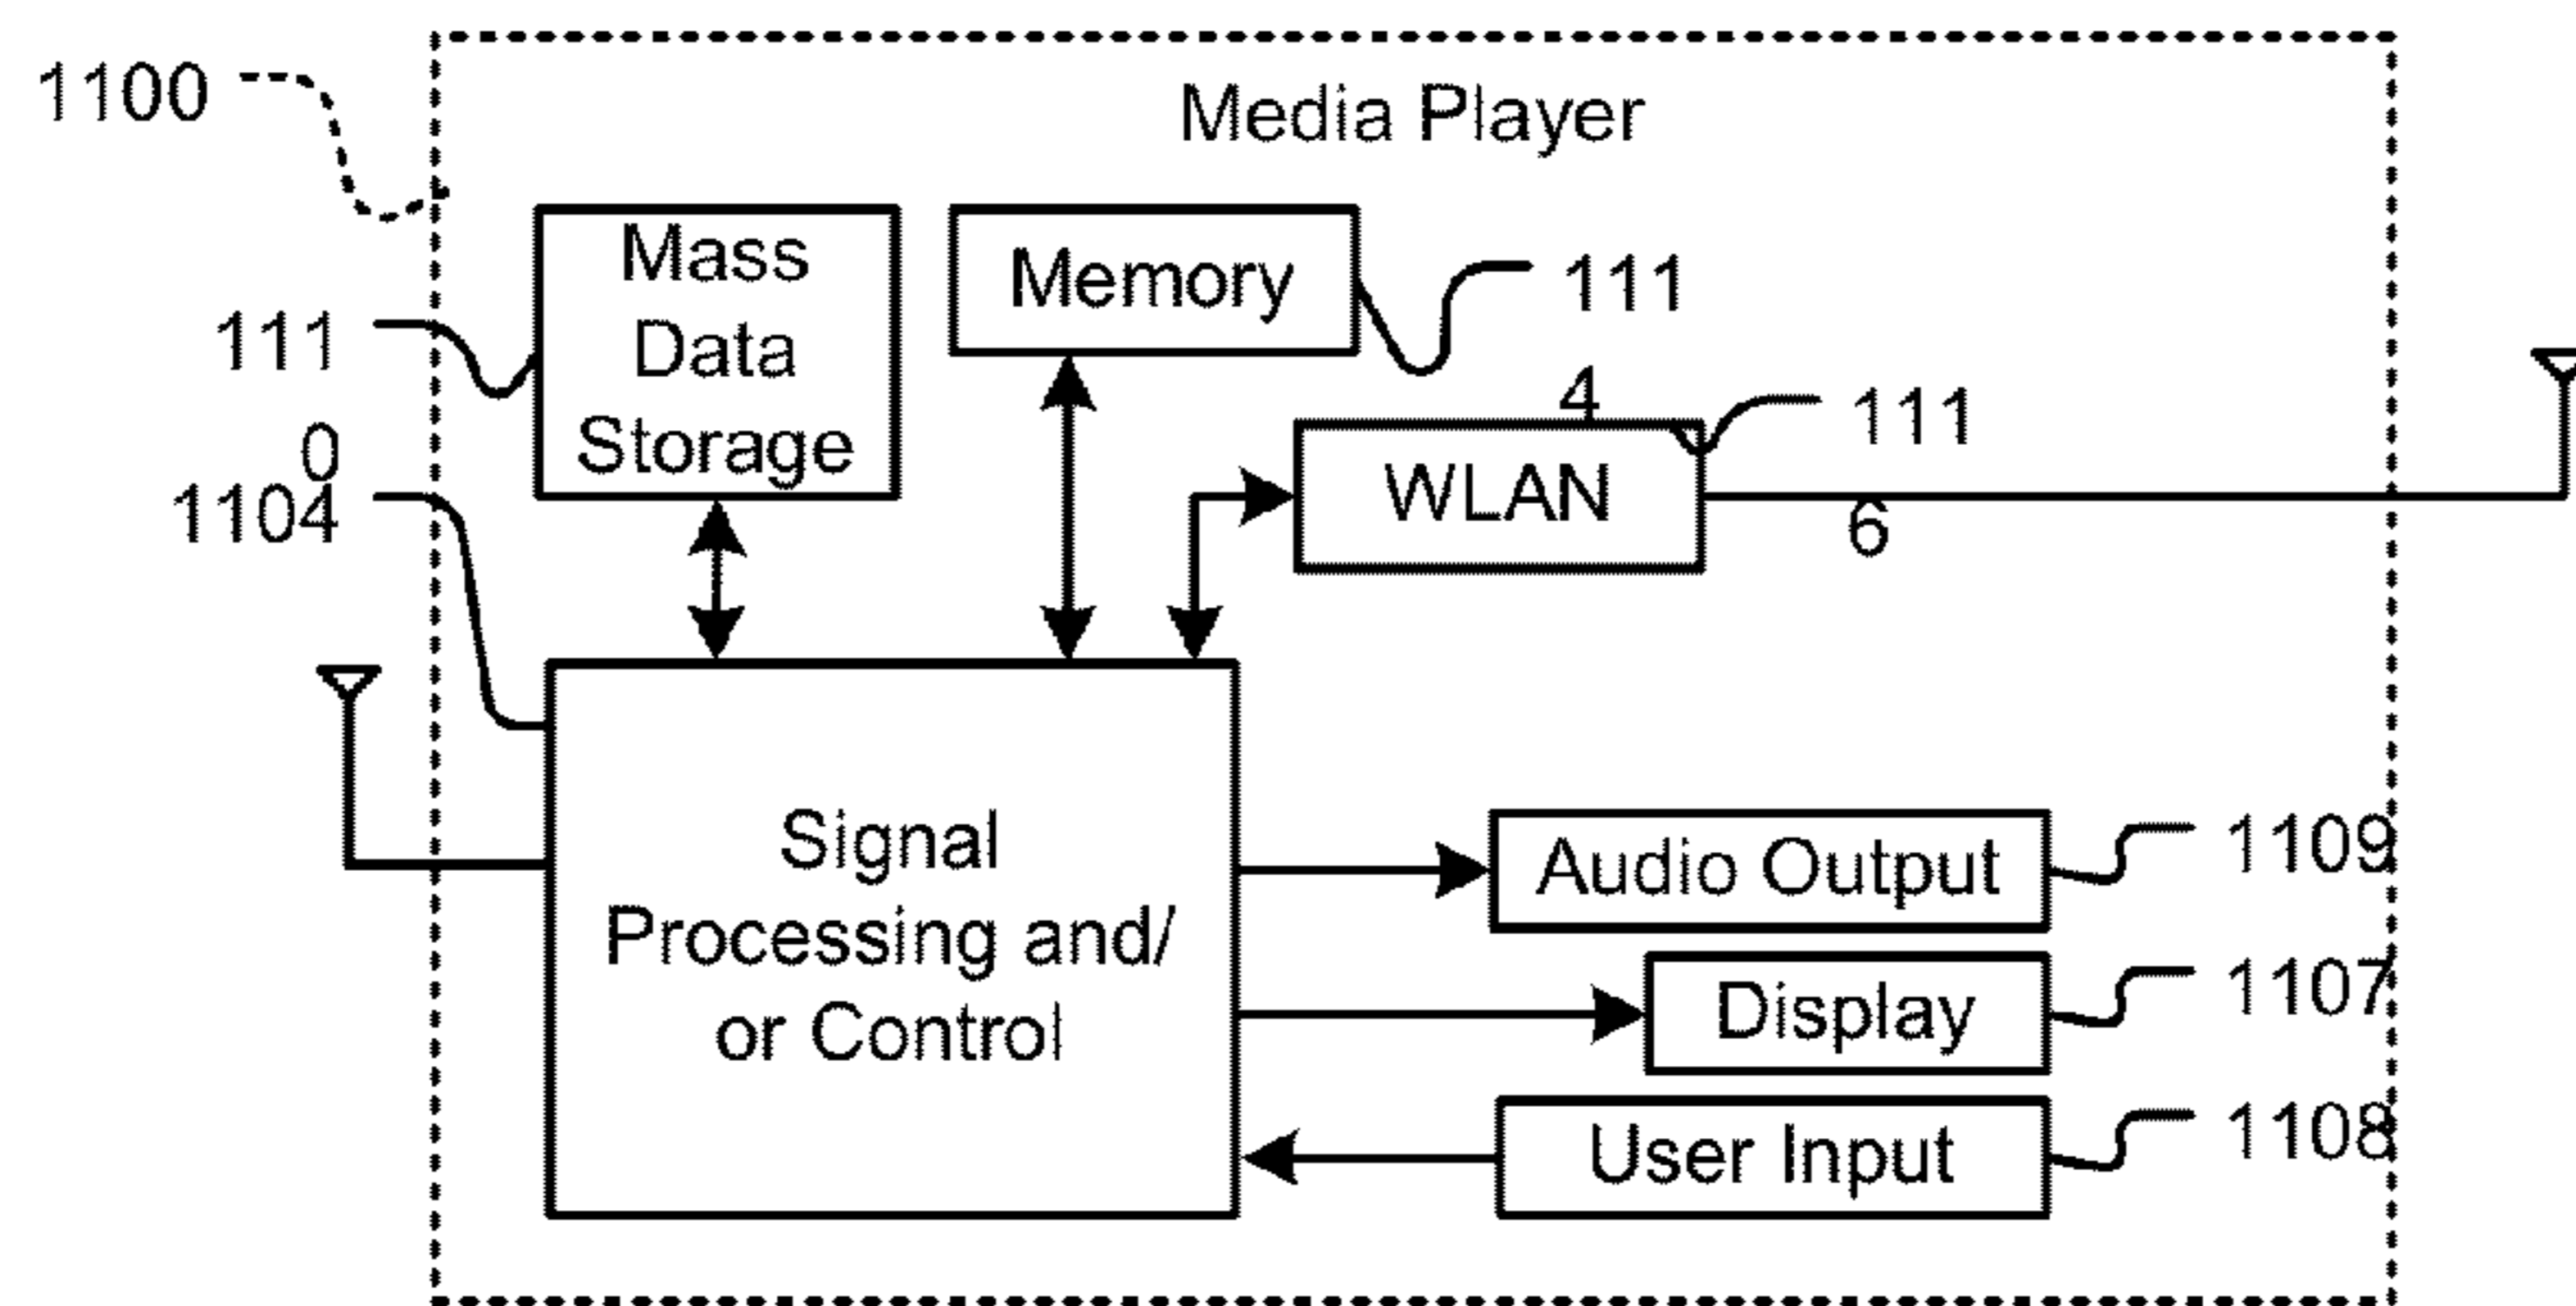 1100
Media Player
Mass
Data
Storage
Memory
111
4
111
0
1104
WLAN
111
6
Signal
Processing and/
or Control
Audio Output
1109
Display
1107
User Input
1108